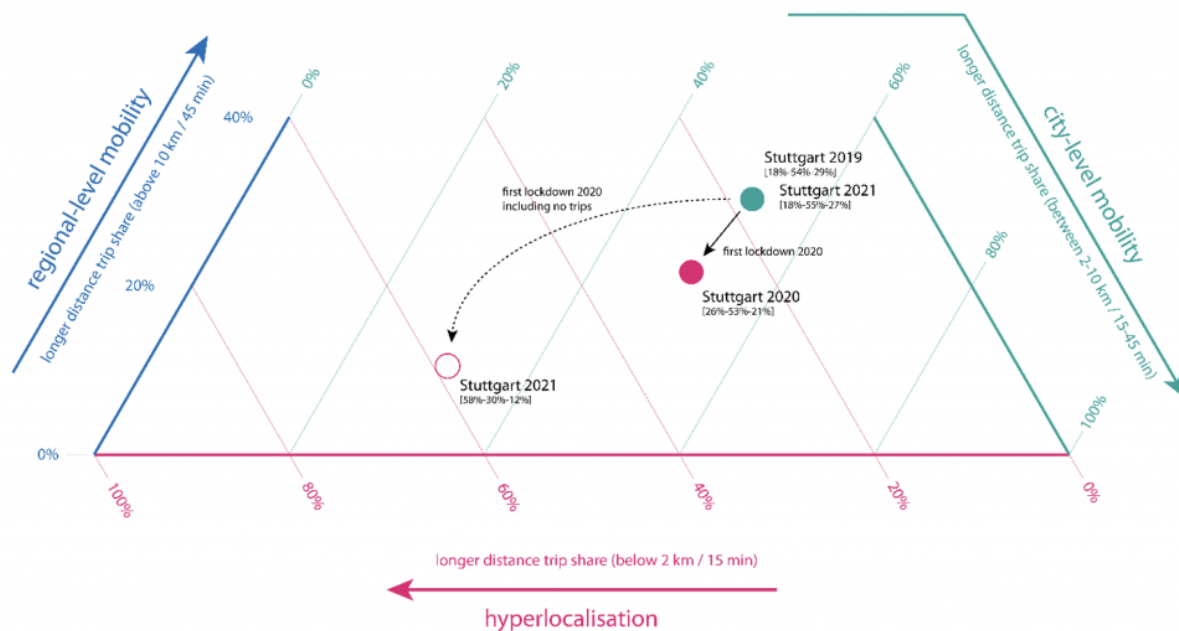 regional-level mobility
longer distance trip share (above 10 km / 45 min)
40%
20%
0%
0%
20%
40%
60%
80%
100%
city-level mobility
longer distance trip share (between 2-10 km / 15-45 min)
Stuttgart 2019
[18%-54%-29%]
Stuttgart 2021
[18%-55%-27%]
first lockdown 2020
including no trips
first lockdown 2020
Stuttgart 2020
[26%-53%-21%]
Stuttgart 2021
[58%-30%-12%]
100%
80%
60%
40%
20%
0%
longer distance trip share (below 2 km / 15 min)
hyperlocalisation